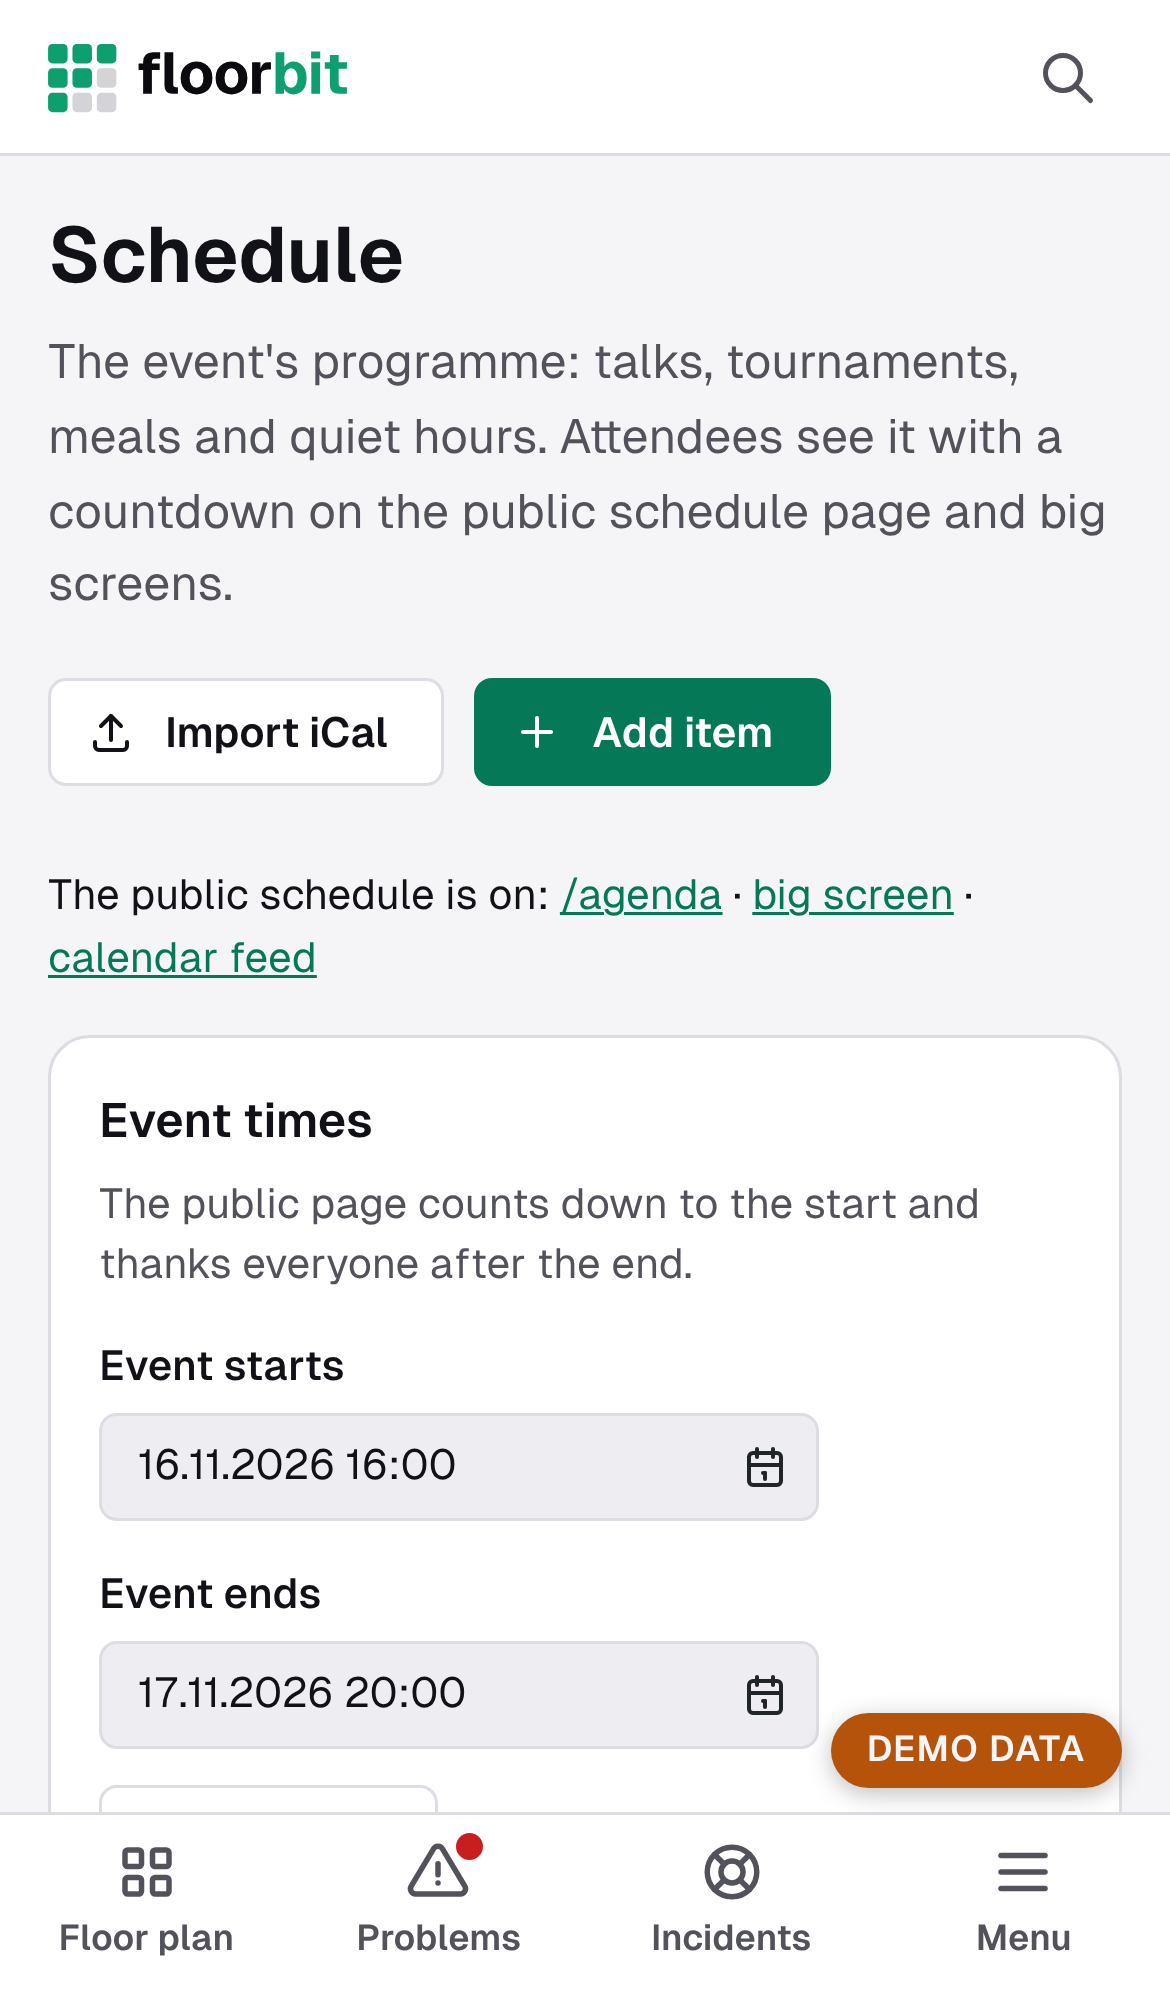 floorbit
Schedule
The event's programme: talks, tournaments,
meals and quiet hours. Attendees see it with a
countdown on the public schedule page and big
screens.
Import iCal
Add item
The public schedule is on: /agenda · big screen ·
calendar feed
Event times
The public page counts down to the start and
thanks everyone after the end.
Event starts
16.11.2026 16:00
Event ends
17.11.2026 20:00
DEMO DATA
Floor plan
Problems
Incidents
Menu